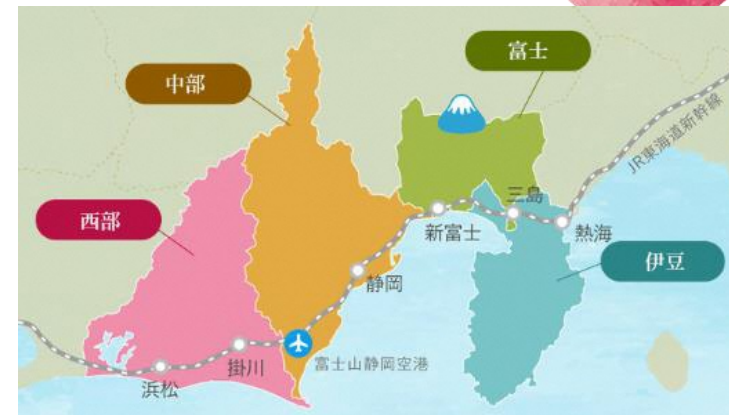 富士
中部
JR東海道新幹線
三島
西部
新富士
熱海
伊豆
静岡
富士山静岡空港
掛川
浜松